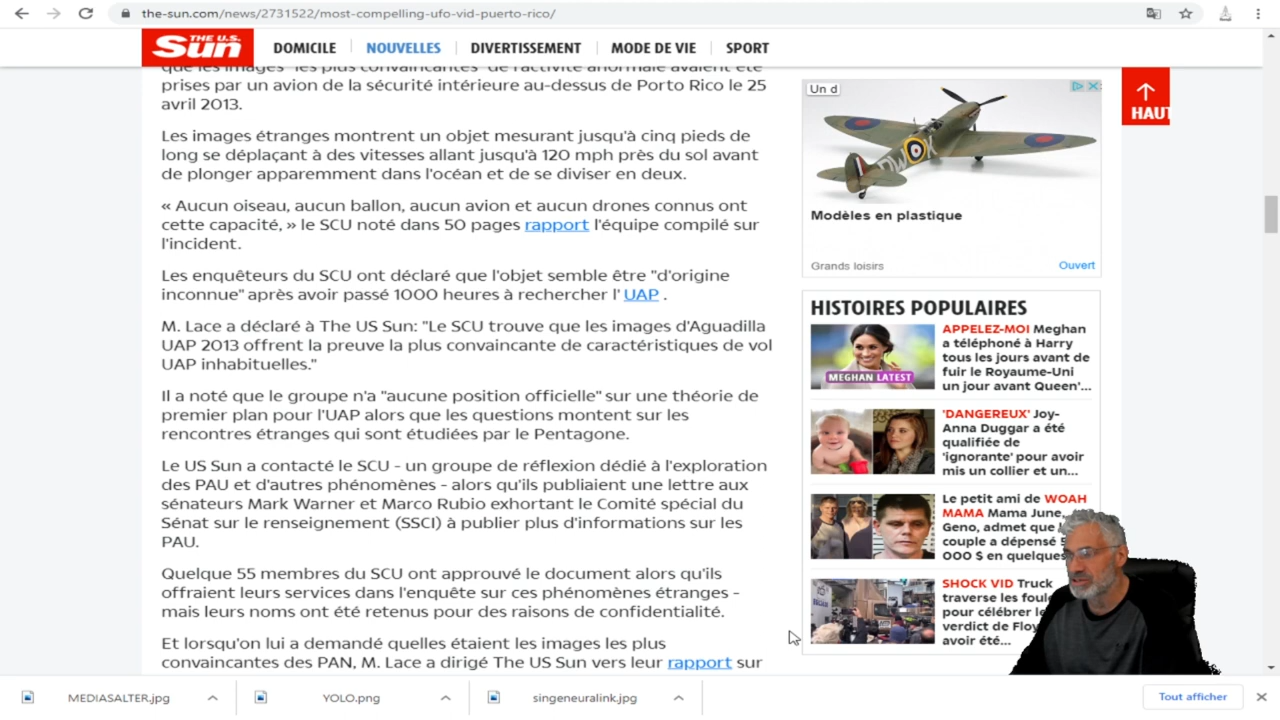 the-sun.com/news/2731522/most-compelling-ufo-vid-puerto-rico/
THE U.S. Sun
DOMICILE
NOUVELLES
DIVERTISSEMENT
MODE DE VIE
SPORT
que les images "les plus convaincantes" de l'activité anormale avaient été
prises par un avion de la sécurité intérieure au-dessus de Porto Rico le 25
avril 2013.
Les images étranges montrent un objet mesurant jusqu'à cinq pieds de
long se déplaçant à des vitesses allant jusqu'à 120 mph près du sol avant
de plonger apparemment dans l'océan et de se diviser en deux.
« Aucun oiseau, aucun ballon, aucun avion et aucun drones connus ont
cette capacité, » le SCU noté dans 50 pages rapport l'équipe compilé sur
l'incident.
Les enquêteurs du SCU ont déclaré que l'objet semble être "d'origine
inconnue" après avoir passé 1000 heures à rechercher l' UAP .
M. Lace a déclaré à The US Sun: "Le SCU trouve que les images d'Aguadilla
UAP 2013 offrent la preuve la plus convaincante de caractéristiques de vol
UAP inhabituelles."
Il a noté que le groupe n'a "aucune position officielle" sur une théorie de
premier plan pour l'UAP alors que les questions montent sur les
rencontres étranges qui sont étudiées par le Pentagone.
Le US Sun a contacté le SCU - un groupe de réflexion dédié à l'exploration
des PAU et d'autres phénomènes - alors qu'ils publiaient une lettre aux
sénateurs Mark Warner et Marco Rubio exhortant le Comité spécial du
Sénat sur le renseignement (SSCI) à publier plus d'informations sur les
PAU.
Quelque 55 membres du SCU ont approuvé le document alors qu'ils
offraient leurs services dans l'enquête sur ces phénomènes étranges -
mais leurs noms ont été retenus pour des raisons de confidentialité.
Et lorsqu'on lui a demandé quelles étaient les images les plus
convaincantes des PAN, M. Lace a dirigé The US Sun vers leur rapport sur
Un d
DW K
Modèles en plastique
Grands loisirs
Ouvert
HAUT
HISTOIRES POPULAIRES
MEGHAN LATEST
APPELEZ-MOI Meghan
a téléphoné à Harry
tous les jours avant de
fuir le Royaume-Uni
un jour avant Queen'...
'DANGEREUX' Joy-
Anna Duggar a été
qualifiée de
'ignorante' pour avoir
mis un collier et un...
Le petit ami de WOAH
MAMA Mama June,
Geno, admet que
couple a dépensé
000 $ en quelques
SHOCK VID Truck
traverse les foule
pour célébrer le
verdict de Floy
avoir été...
MEDIASALTER.jpg
YOLO.png
singeneuralink.jpg
Tout afficher